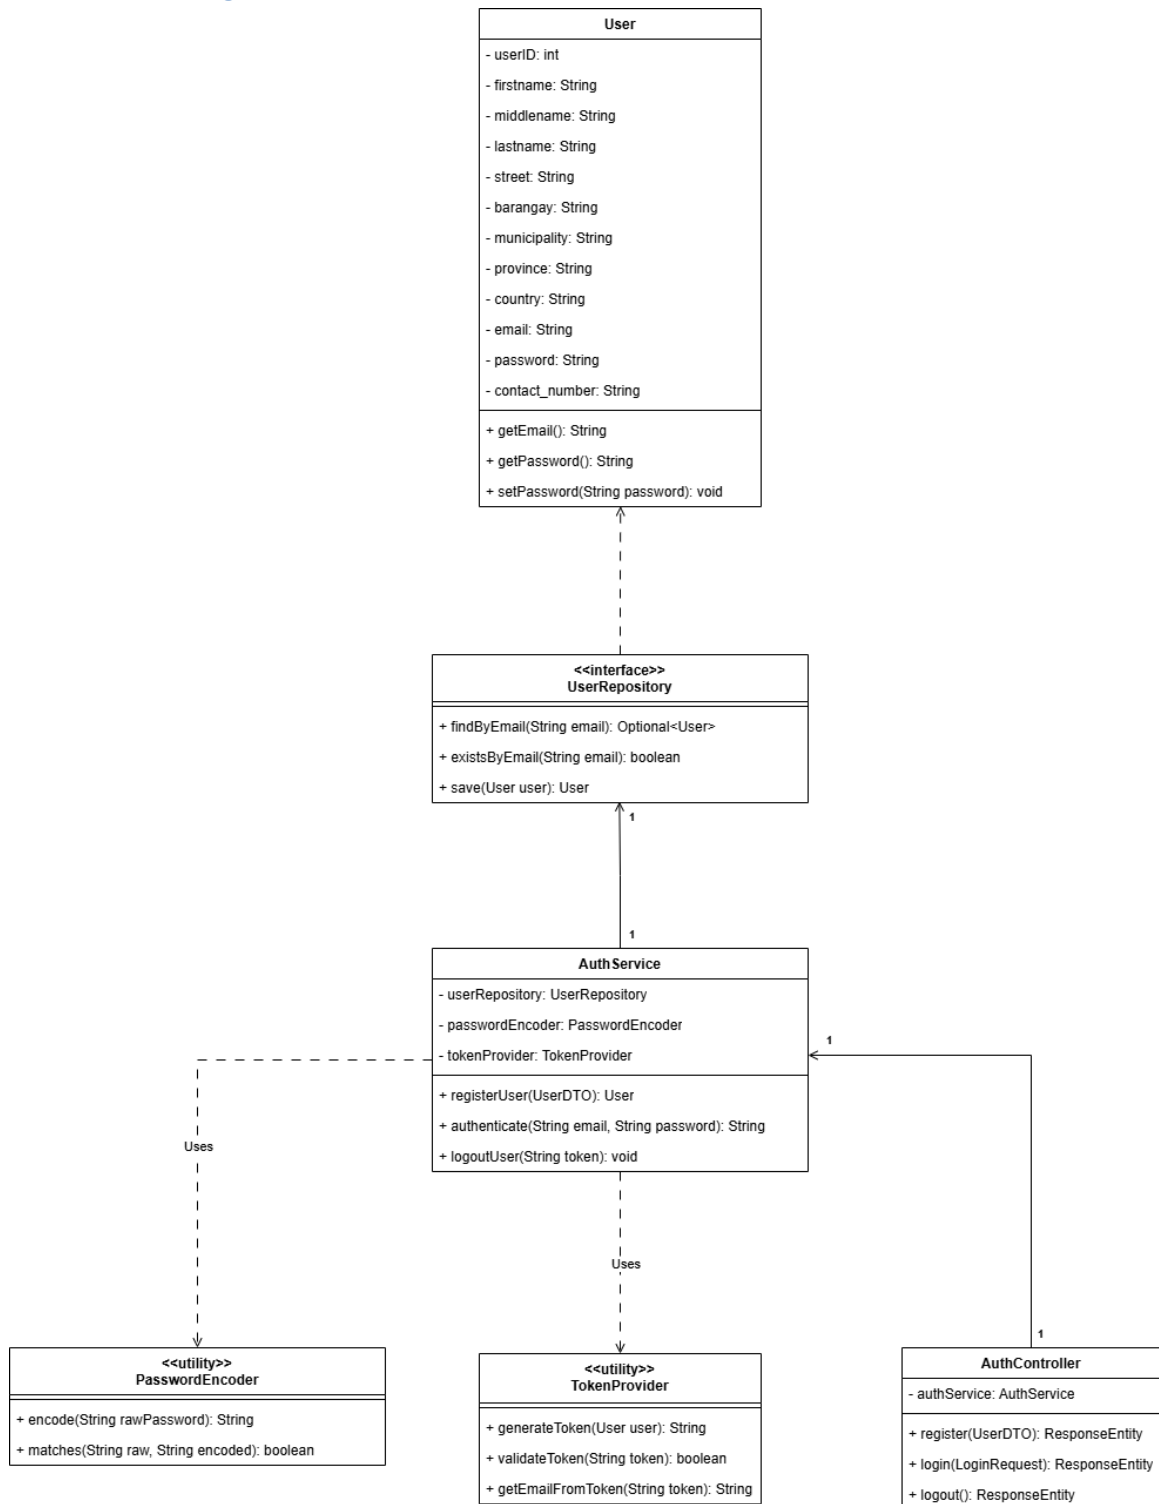 User
- userID: int
- firstname: String
- middlename: String
- lastname: String
- street: String
- barangay: String
- municipality: String
- province: String
- country: String
- email: String
- password: String
- contact_number: String
+ getEmail(): String
+ getPassword(): String
+ setPassword(String password): void
<<interface>>
UserRepository
+ findByEmail(String email): Optional<User>
+ existsByEmail(String email): boolean
+ save(User user): User
1
1
AuthService
- userRepository: UserRepository
- passwordEncoder: PasswordEncoder
- tokenProvider: TokenProvider
+ registerUser(UserDTO): User
+ authenticate(String email, String password): String
+ logoutUser(String token): void
1
Uses
Uses
1
<<utility>>
PasswordEncoder
+ encode(String rawPassword): String
+ matches(String raw, String encoded): boolean
<<utility>>
TokenProvider
+ generateToken(User user): String
+ validateToken(String token): boolean
+ getEmailFromToken(String token): String
AuthController
- authService: AuthService
+ register(UserDTO): ResponseEntity
+ login(LoginRequest): ResponseEntity
+ logout(): ResponseEntity